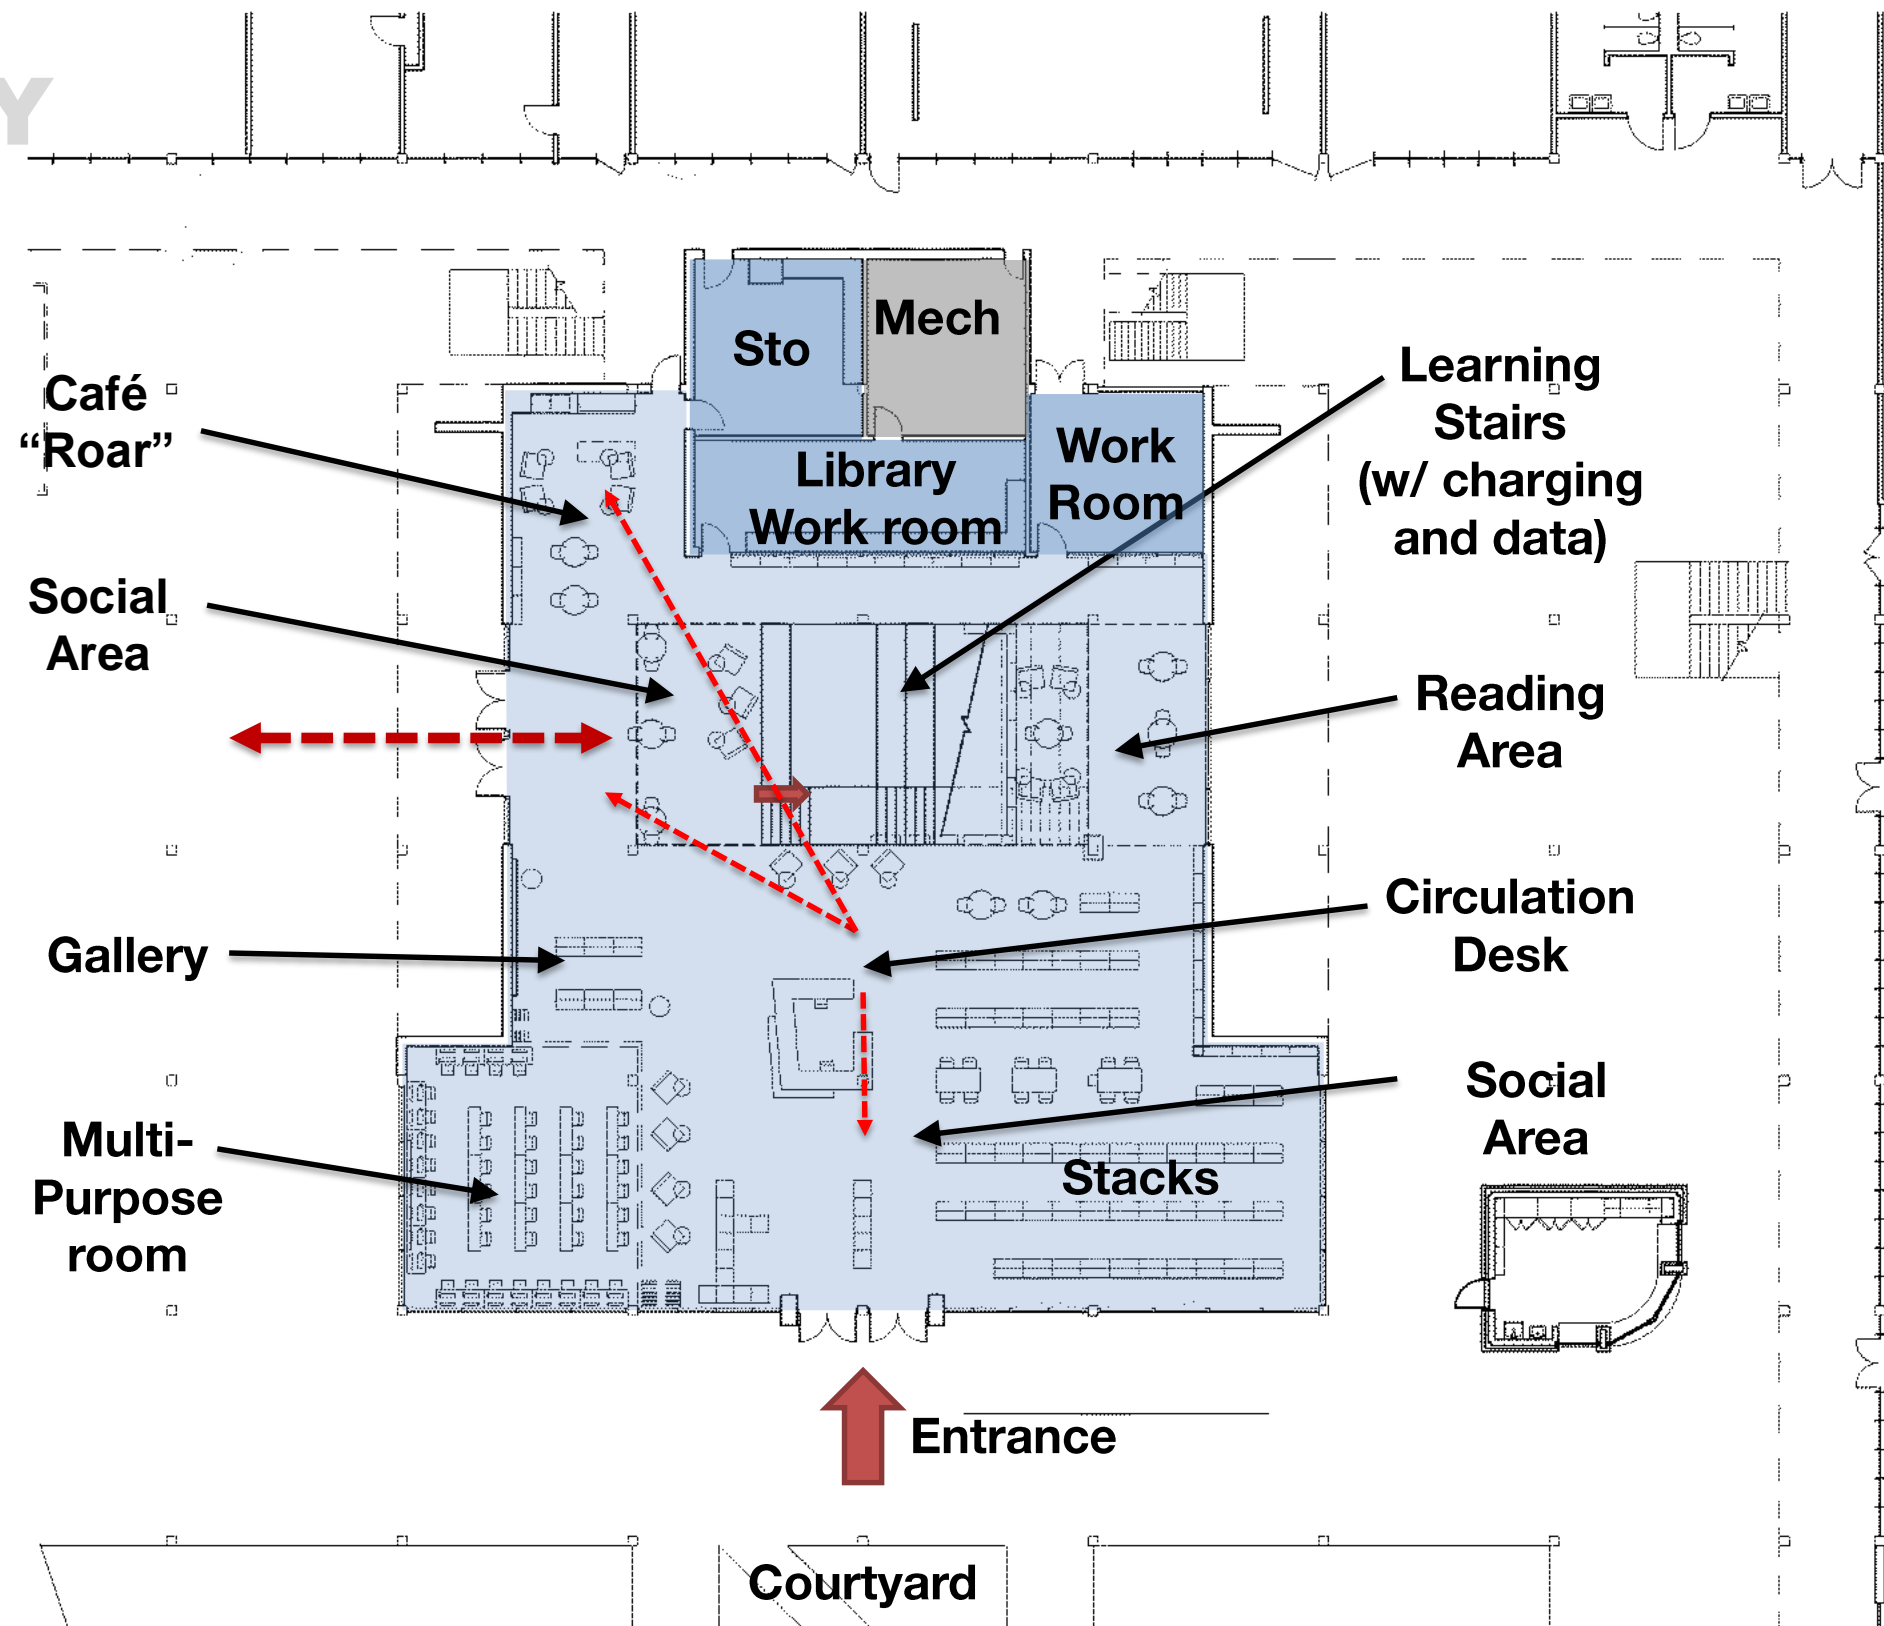 Y
Sto
Mech
Café
“Roar”
Library
Work room
Work
Room
Learning
Stairs
(w/ charging
and data)
Social
Area
Reading
Area
Gallery
Circulation
Desk
Multi-
Purpose
room
Social
Area
Stacks
Entrance
Courtyard